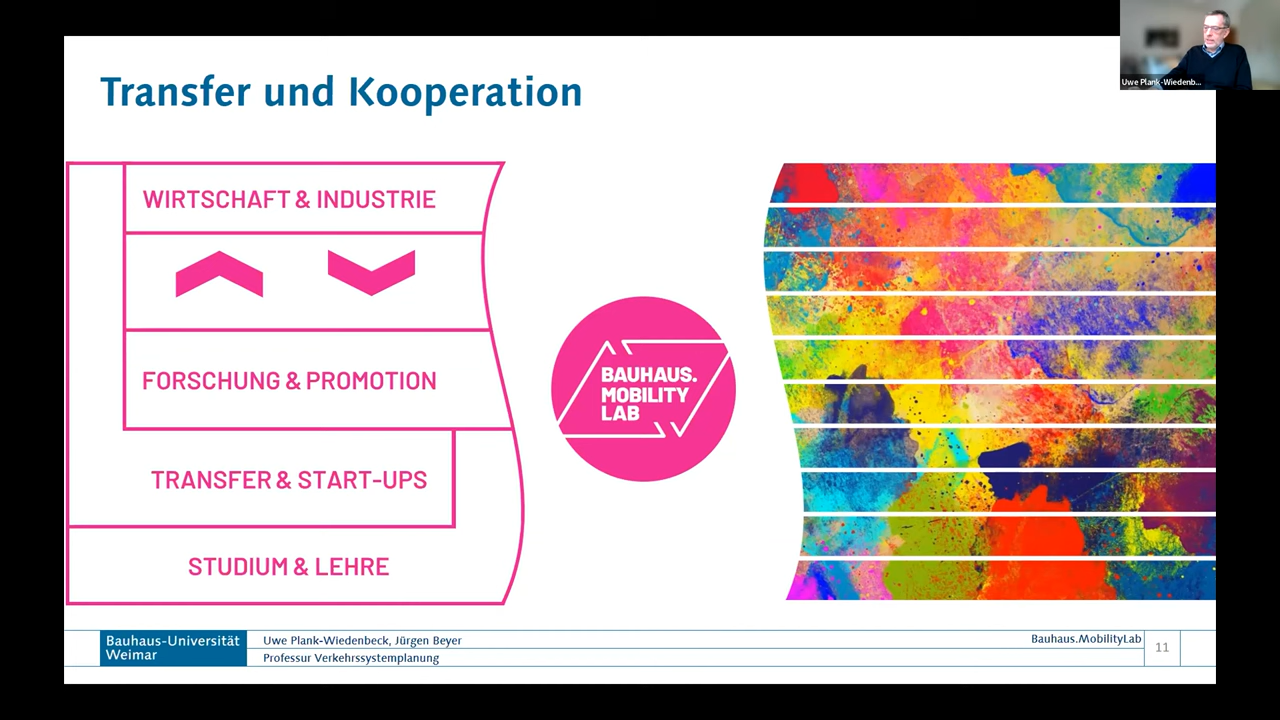 Transfer und Kooperation
Uwe Plank-Wiedenb...
WIRTSCHAFT & INDUSTRIE
FORSCHUNG & PROMOTION
TRANSFER & START-UPS
STUDIUM & LEHRE
BAUHAUS.
MOBILITY
LAB
Bauhaus-Universität
Weimar
Uwe Plank-Wiedenbeck, Jürgen Beyer
Professur Verkehrssystemplanung
Bauhaus.MobilityLab
11